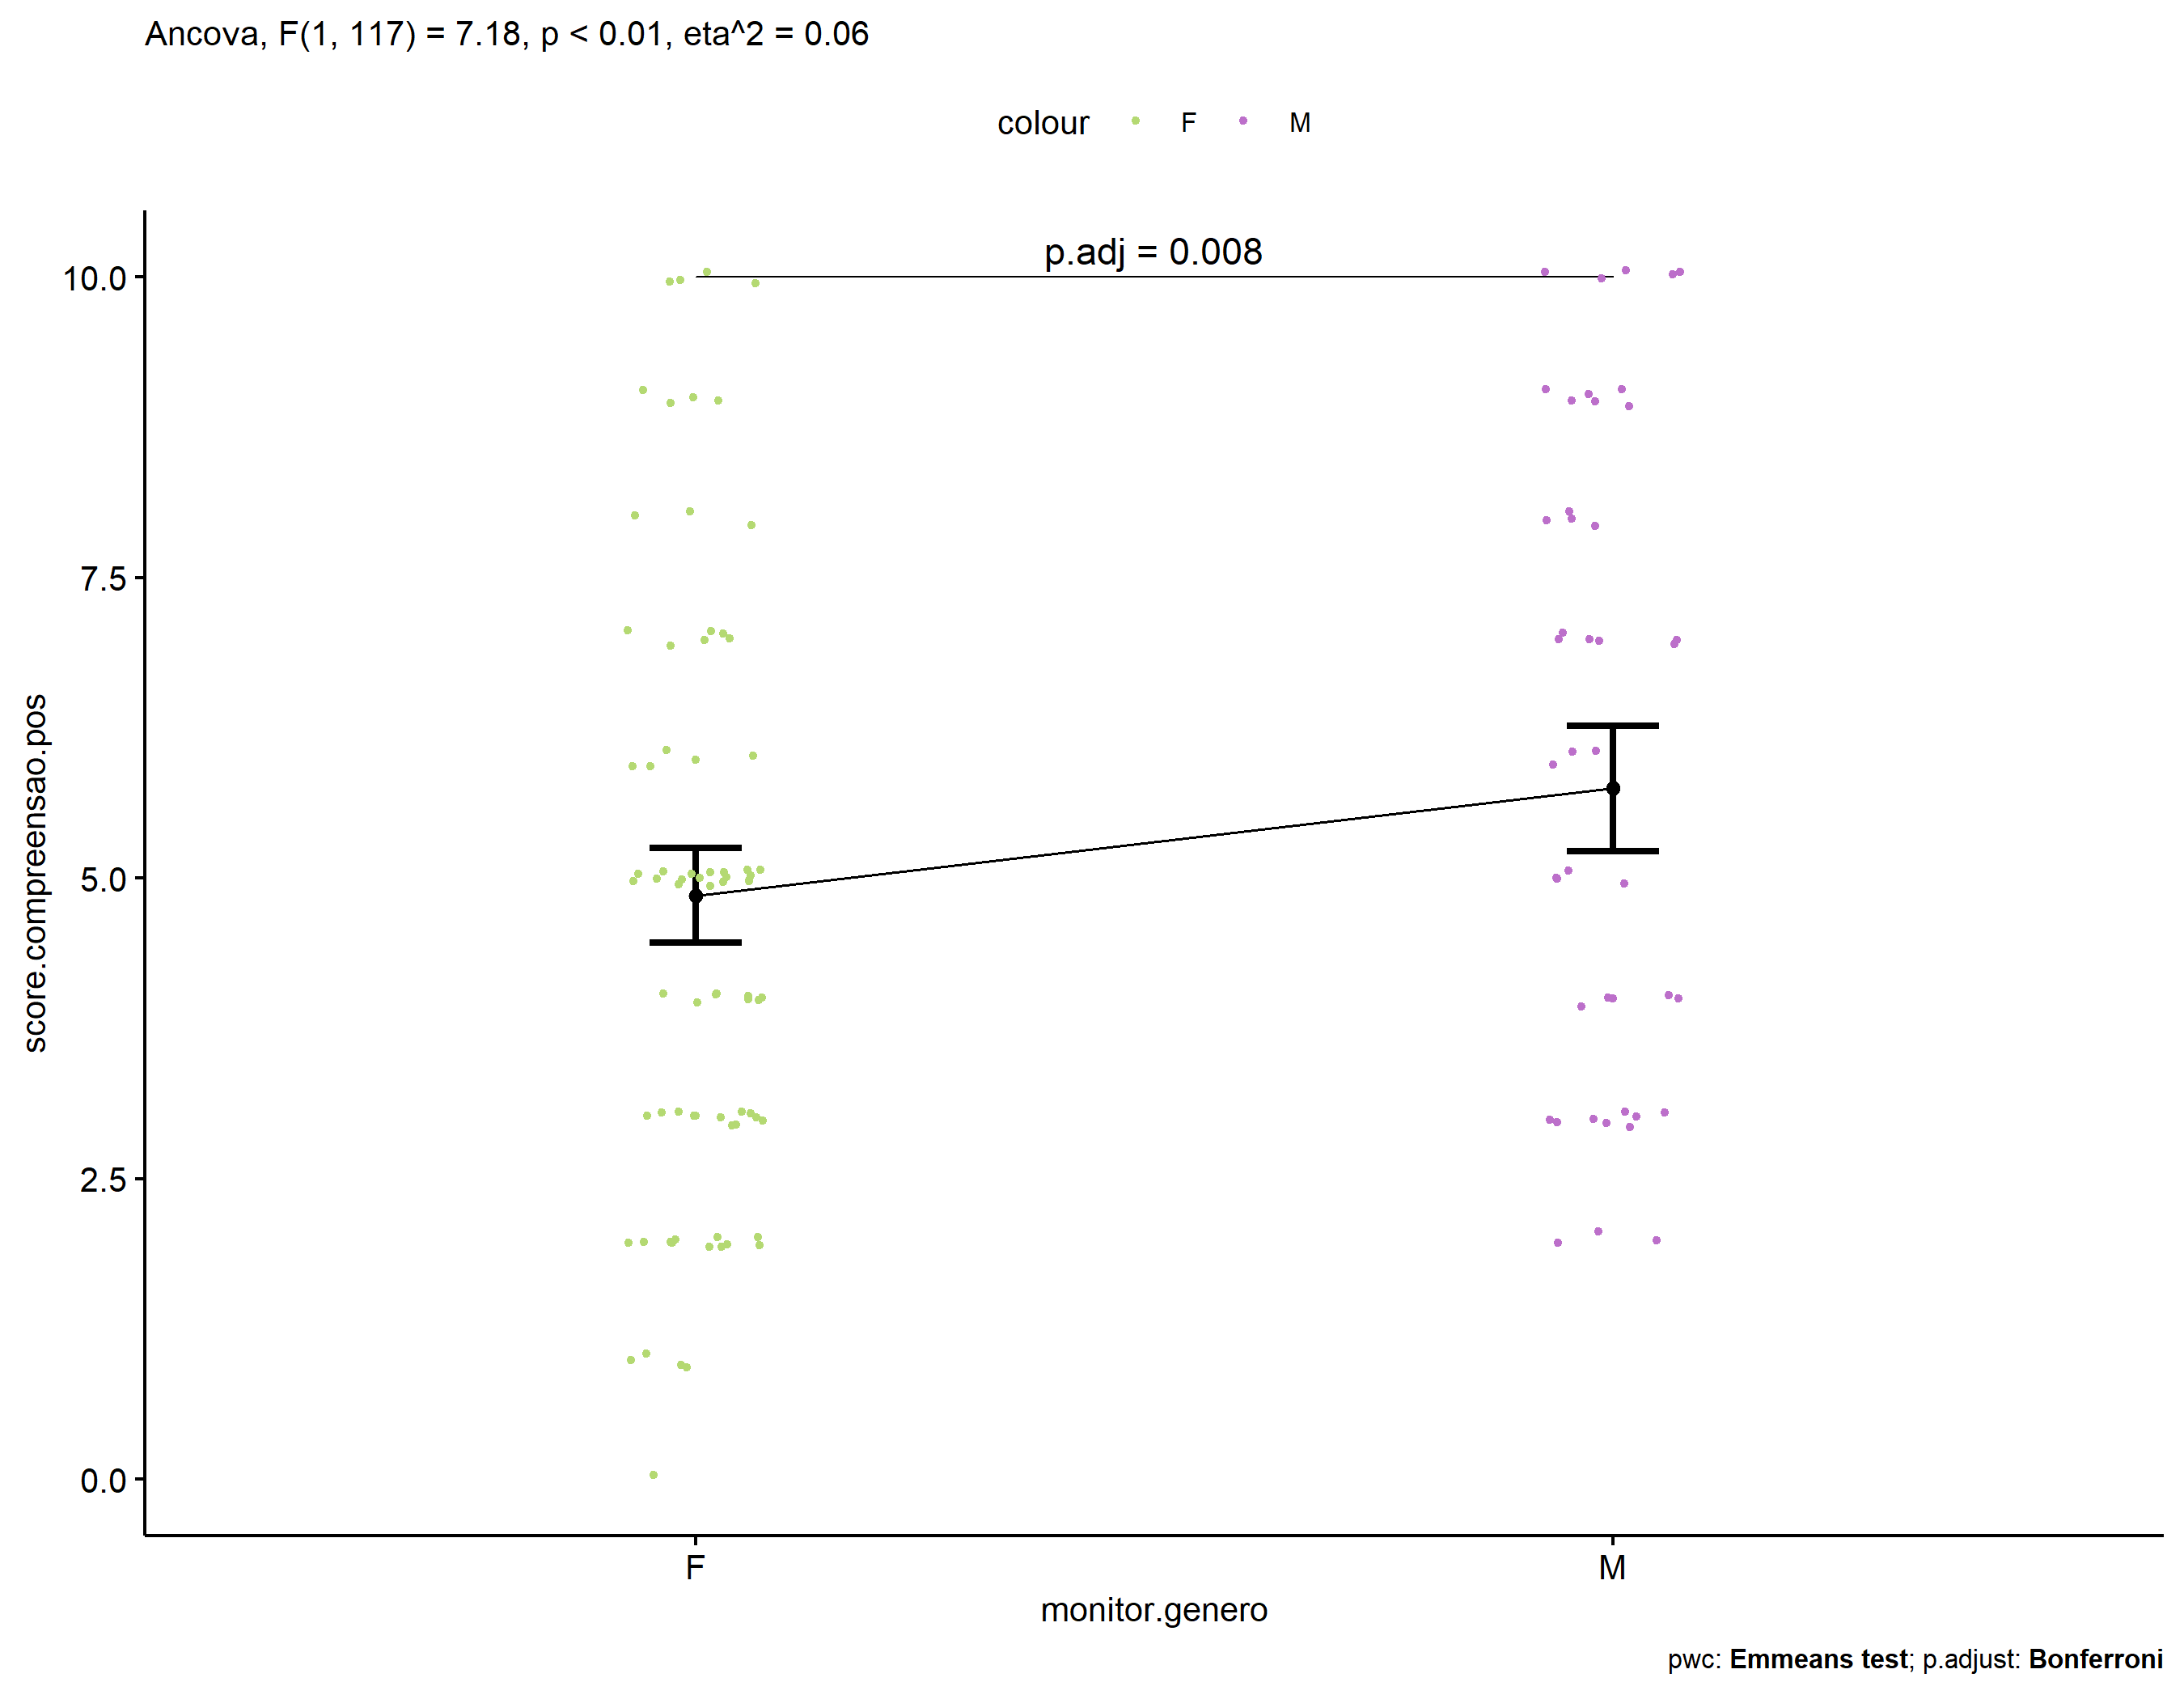 Ancova, F(1, 117) = 7.18, p < 0.01, eta^2 = 0.06
colour F M
p.adj = 0.008
10.0
7.5
5.0
2.5
0.0
score.compreensao.pos
F M
monitor.genero
pwc: Emmeans test; p.adjust: Bonferroni